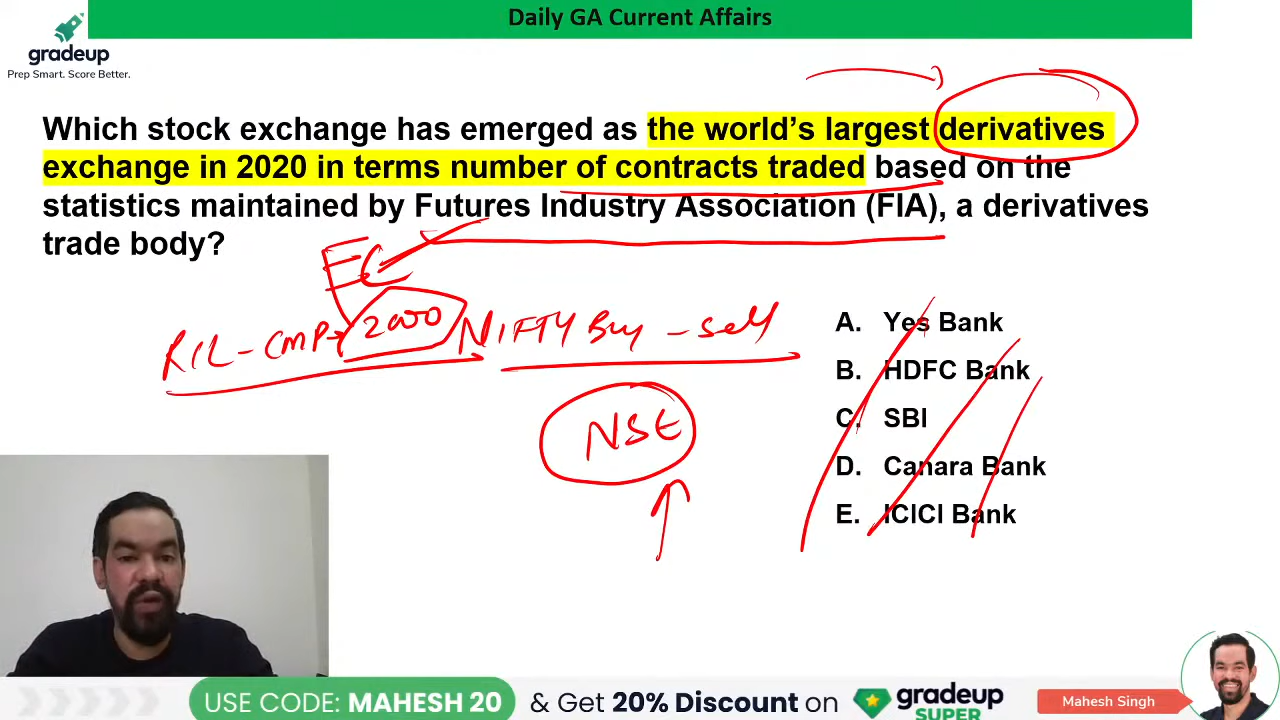 Daily GA Current Affairs
gradeup
Prep Smart. Score Better.
Which stock exchange has emerged as the world's largest derivatives
exchange in 2020 in terms number of contracts traded based on the
statistics maintained by Futures Industry Association (FIA), a derivatives
trade body?
RIL - CMP - 2000 NIFTY Buy - sell
NSE
A. Yes Bank
B. HDFC Bank
C. SBI
D. Canara Bank
E. ICICI Bank
USE CODE: MAHESH 20 & Get 20% Discount on gradeup
SUPER
Mahesh Singh